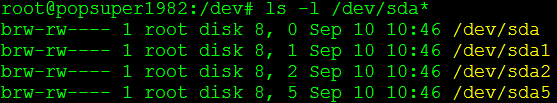 root@popsuper1982:/dev# ls -l /dev/sda*
brw-rw---- 1 root disk 8, 0 Sep 10 10:46 /dev/sda
brw-rw---- 1 root disk 8, 1 Sep 10 10:46 /dev/sda1
brw-rw---- 1 root disk 8, 2 Sep 10 10:46 /dev/sda2
brw-rw---- 1 root disk 8, 5 Sep 10 10:46 /dev/sda5